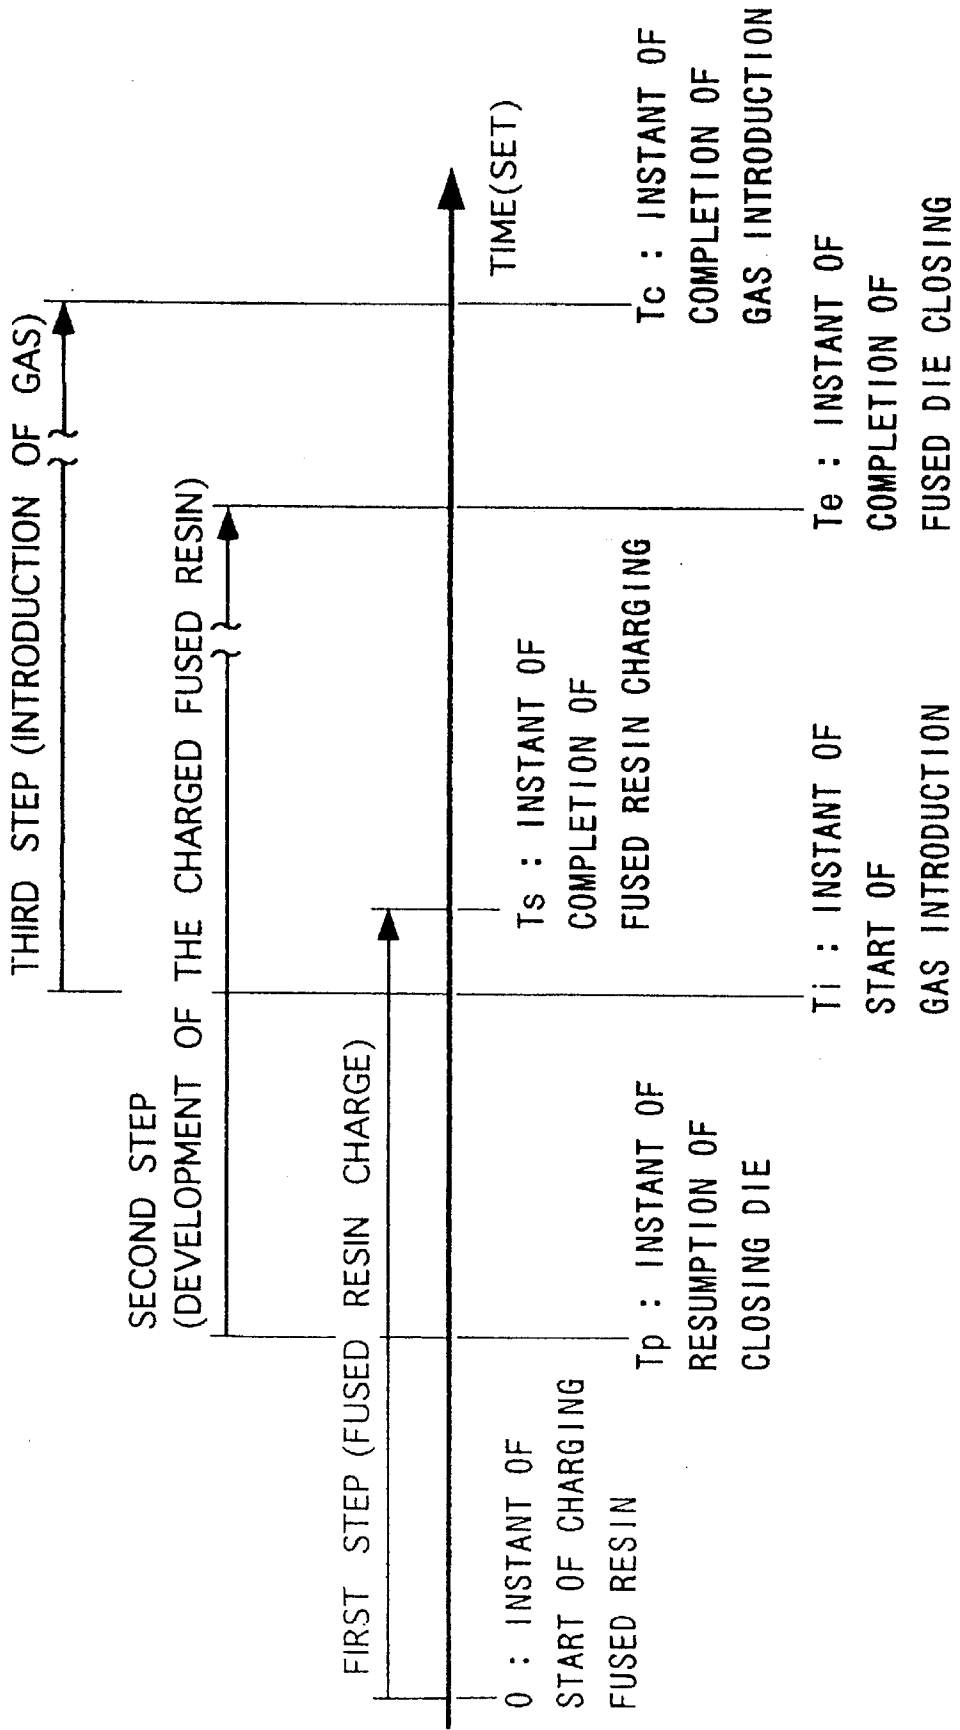 THIRD STEP (INTRODUCTION OF GAS)
SECOND STEP
(DEVELOPMENT OF THE CHARGED FUSED RESIN)
FIRST STEP (FUSED RESIN CHARGE)
TIME(SET)
0 : INSTANT OF
START OF CHARGING
FUSED RESIN
Tp : INSTANT OF
RESUMPTION OF
CLOSING DIE
Ti : INSTANT OF
START OF
GAS INTRODUCTION
Ts : INSTANT OF
COMPLETION OF
FUSED RESIN CHARGING
Te : INSTANT OF
COMPLETION OF
FUSED DIE CLOSING
Tc : INSTANT OF
COMPLETION OF
GAS INTRODUCTION